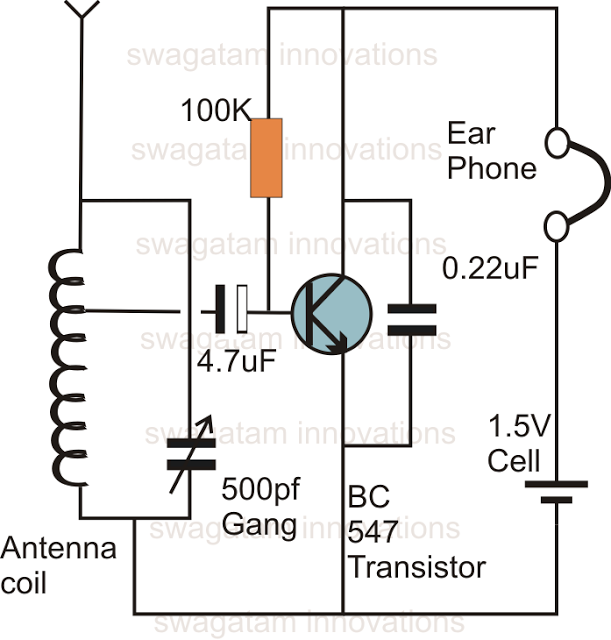 swagatam innovations
100K
Ear
Phone
swagatam innovations
swagatam innovations
0.22uF
swagatam innovations
4.7uF
1.5V
Cell
swagatam innovations
500pf
Gang
BC
547
Transistor
swagatam innovations
Antenna
coil
swagatam innovations